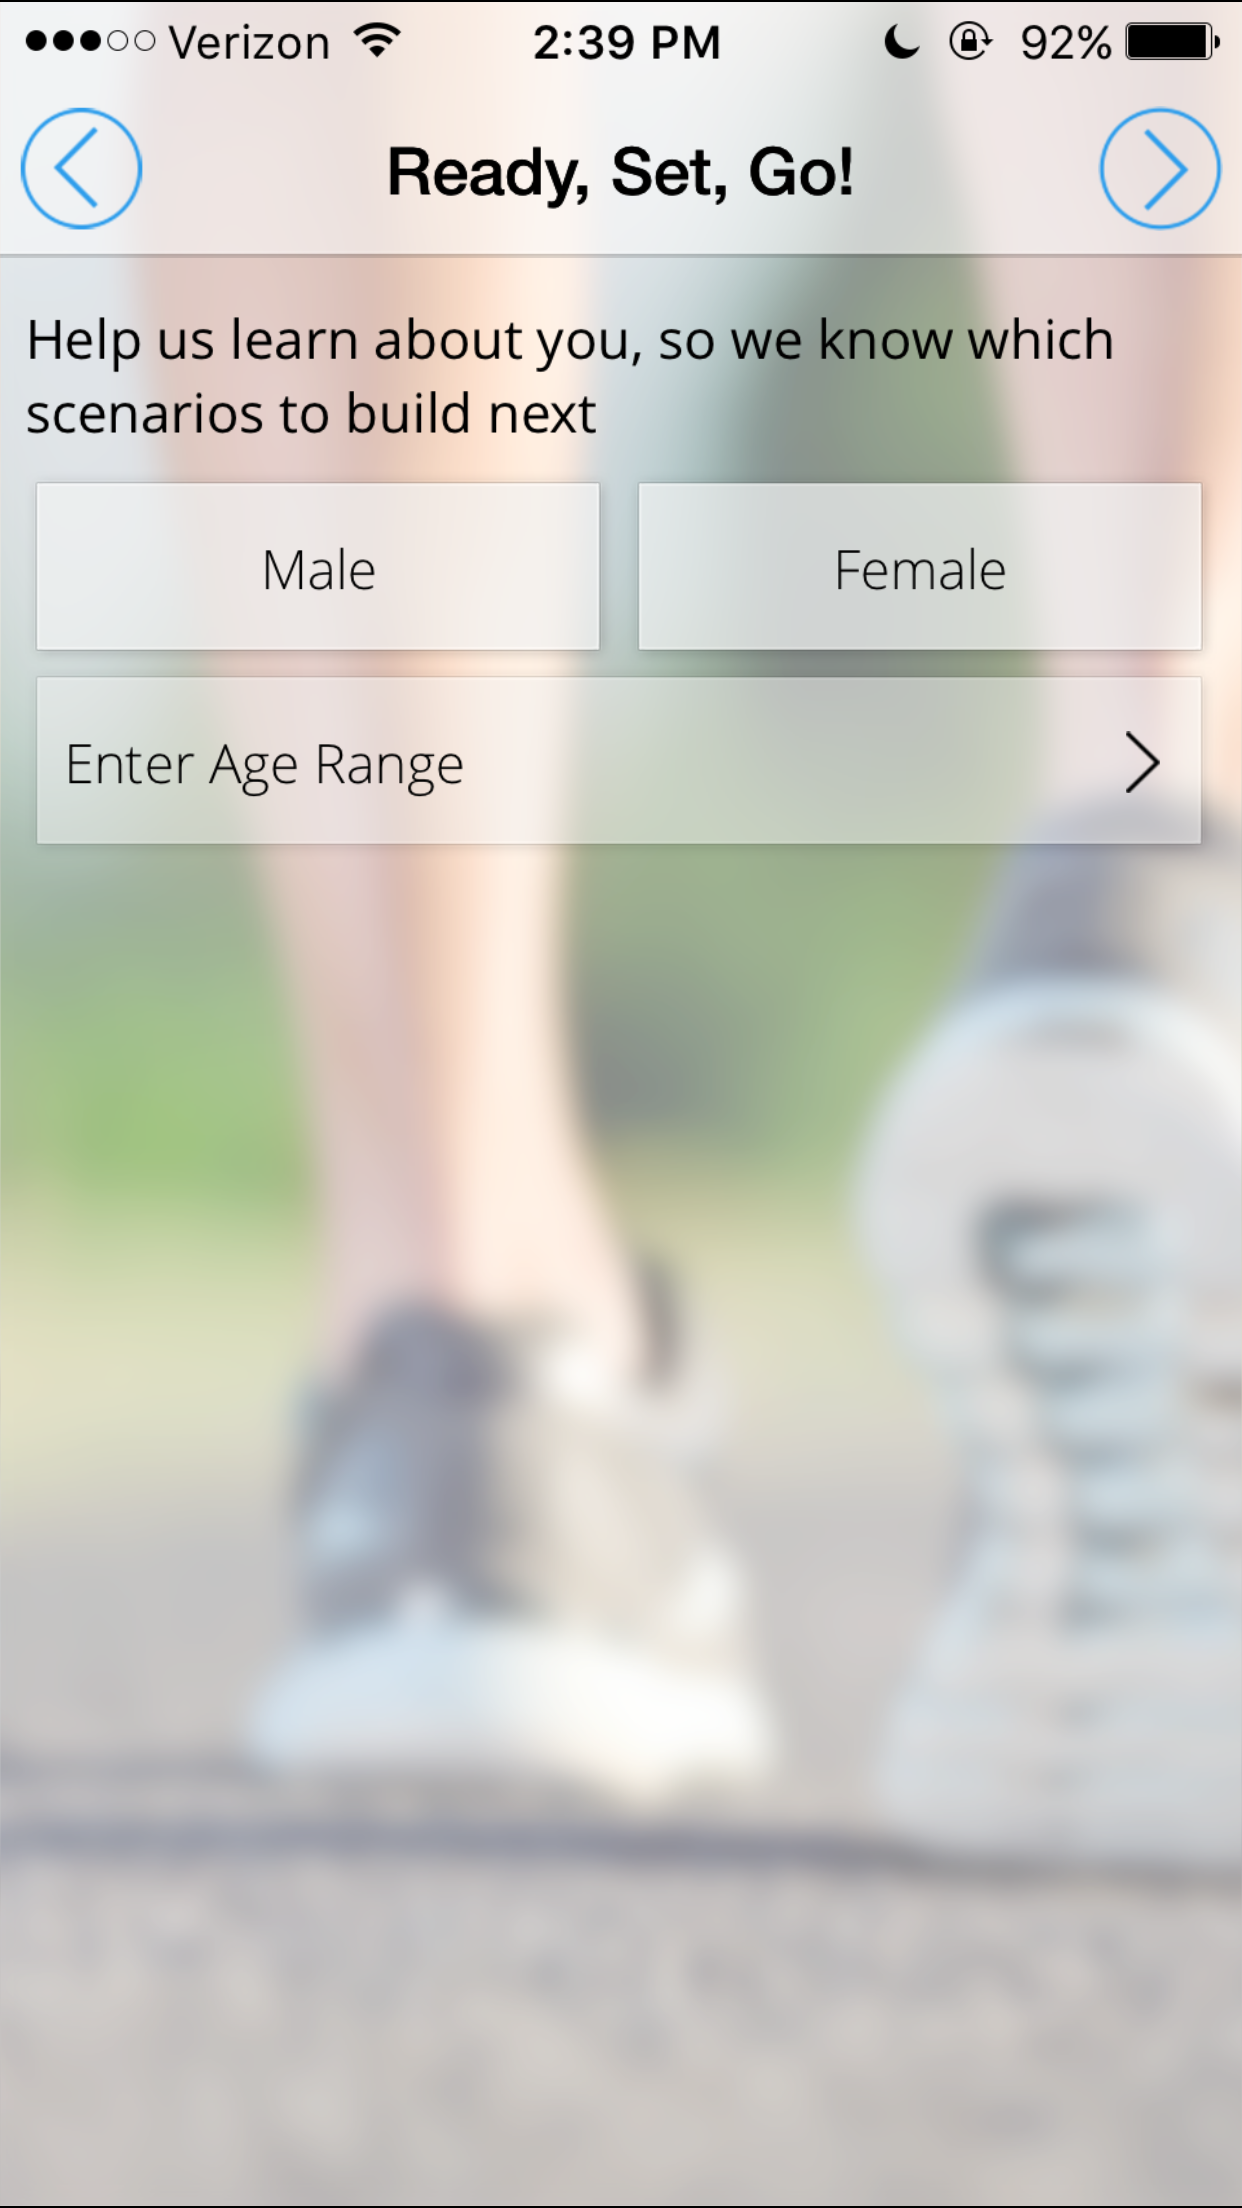 Verizon 2:39 PM 92%
Ready, Set, Go!
Help us learn about you, so we know which
scenarios to build next
Male Female
Enter Age Range